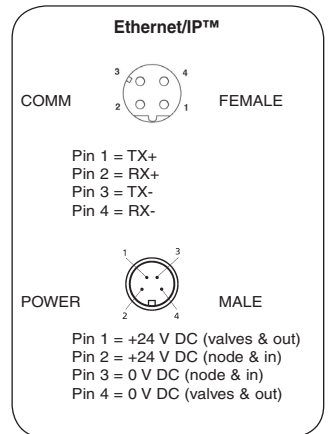 Ethernet/IP™
3 4
COMM FEMALE
2 1
Pin 1 = TX+
Pin 2 = RX+
Pin 3 = TX-
Pin 4 = RX-
1 3
POWER MALE
2 4
Pin 1 = +24 V DC (valves & out)
Pin 2 = +24 V DC (node & in)
Pin 3 = 0 V DC (node & in)
Pin 4 = 0 V DC (valves & out)